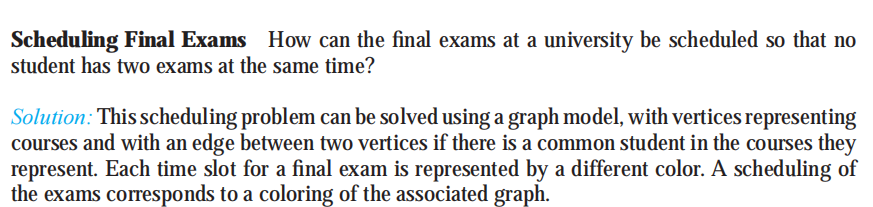 Scheduling Final Exams How can the final exams at a university be scheduled so that no
student has two exams at the same time?
Solution: This scheduling problem can be solved using a graph model, with vertices representing
courses and with an edge between two vertices if there is a common student in the courses they
represent. Each time slot for a final exam is represented by a different color. A scheduling of
the exams corresponds to a coloring of the associated graph.